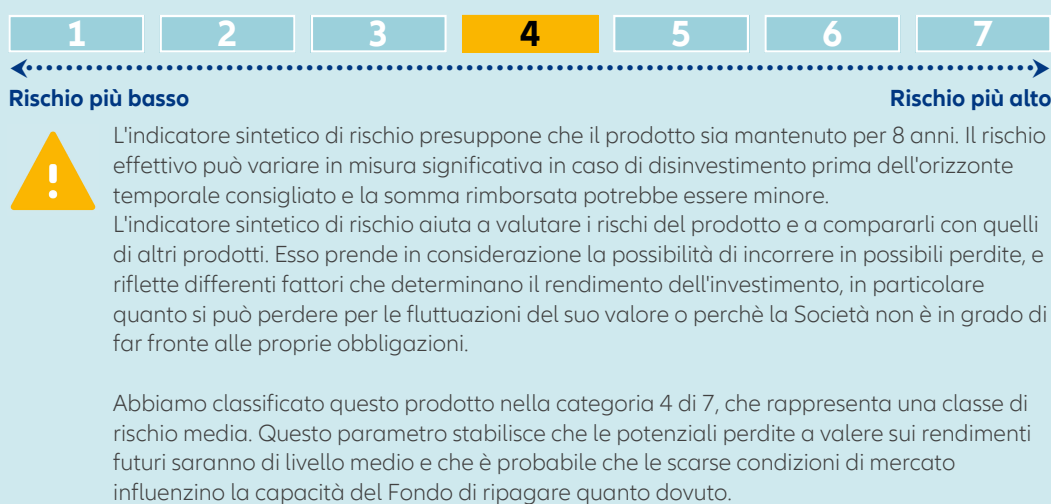 1 2 3 4 5 6 7
Rischio più basso Rischio più alto
L'indicatore sintetico di rischio presuppone che il prodotto sia mantenuto per 8 anni. Il rischio
effettivo può variare in misura significativa in caso di disinvestimento prima dell'orizzonte
temporale consigliato e la somma rimborsata potrebbe essere minore.
L'indicatore sintetico di rischio aiuta a valutare i rischi del prodotto e a compararli con quelli
di altri prodotti. Esso prende in considerazione la possibilità di incorrere in possibili perdite, e
riflette differenti fattori che determinano il rendimento dell'investimento, in particolare
quanto si può perdere per le fluttuazioni del suo valore o perchè la Società non è in grado di
far fronte alle proprie obbligazioni.
Abbiamo classificato questo prodotto nella categoria 4 di 7, che rappresenta una classe di
rischio media. Questo parametro stabilisce che le potenziali perdite a valere sui rendimenti
futuri saranno di livello medio e che è probabile che le scarse condizioni di mercato
influenzino la capacità del Fondo di ripagare quanto dovuto.